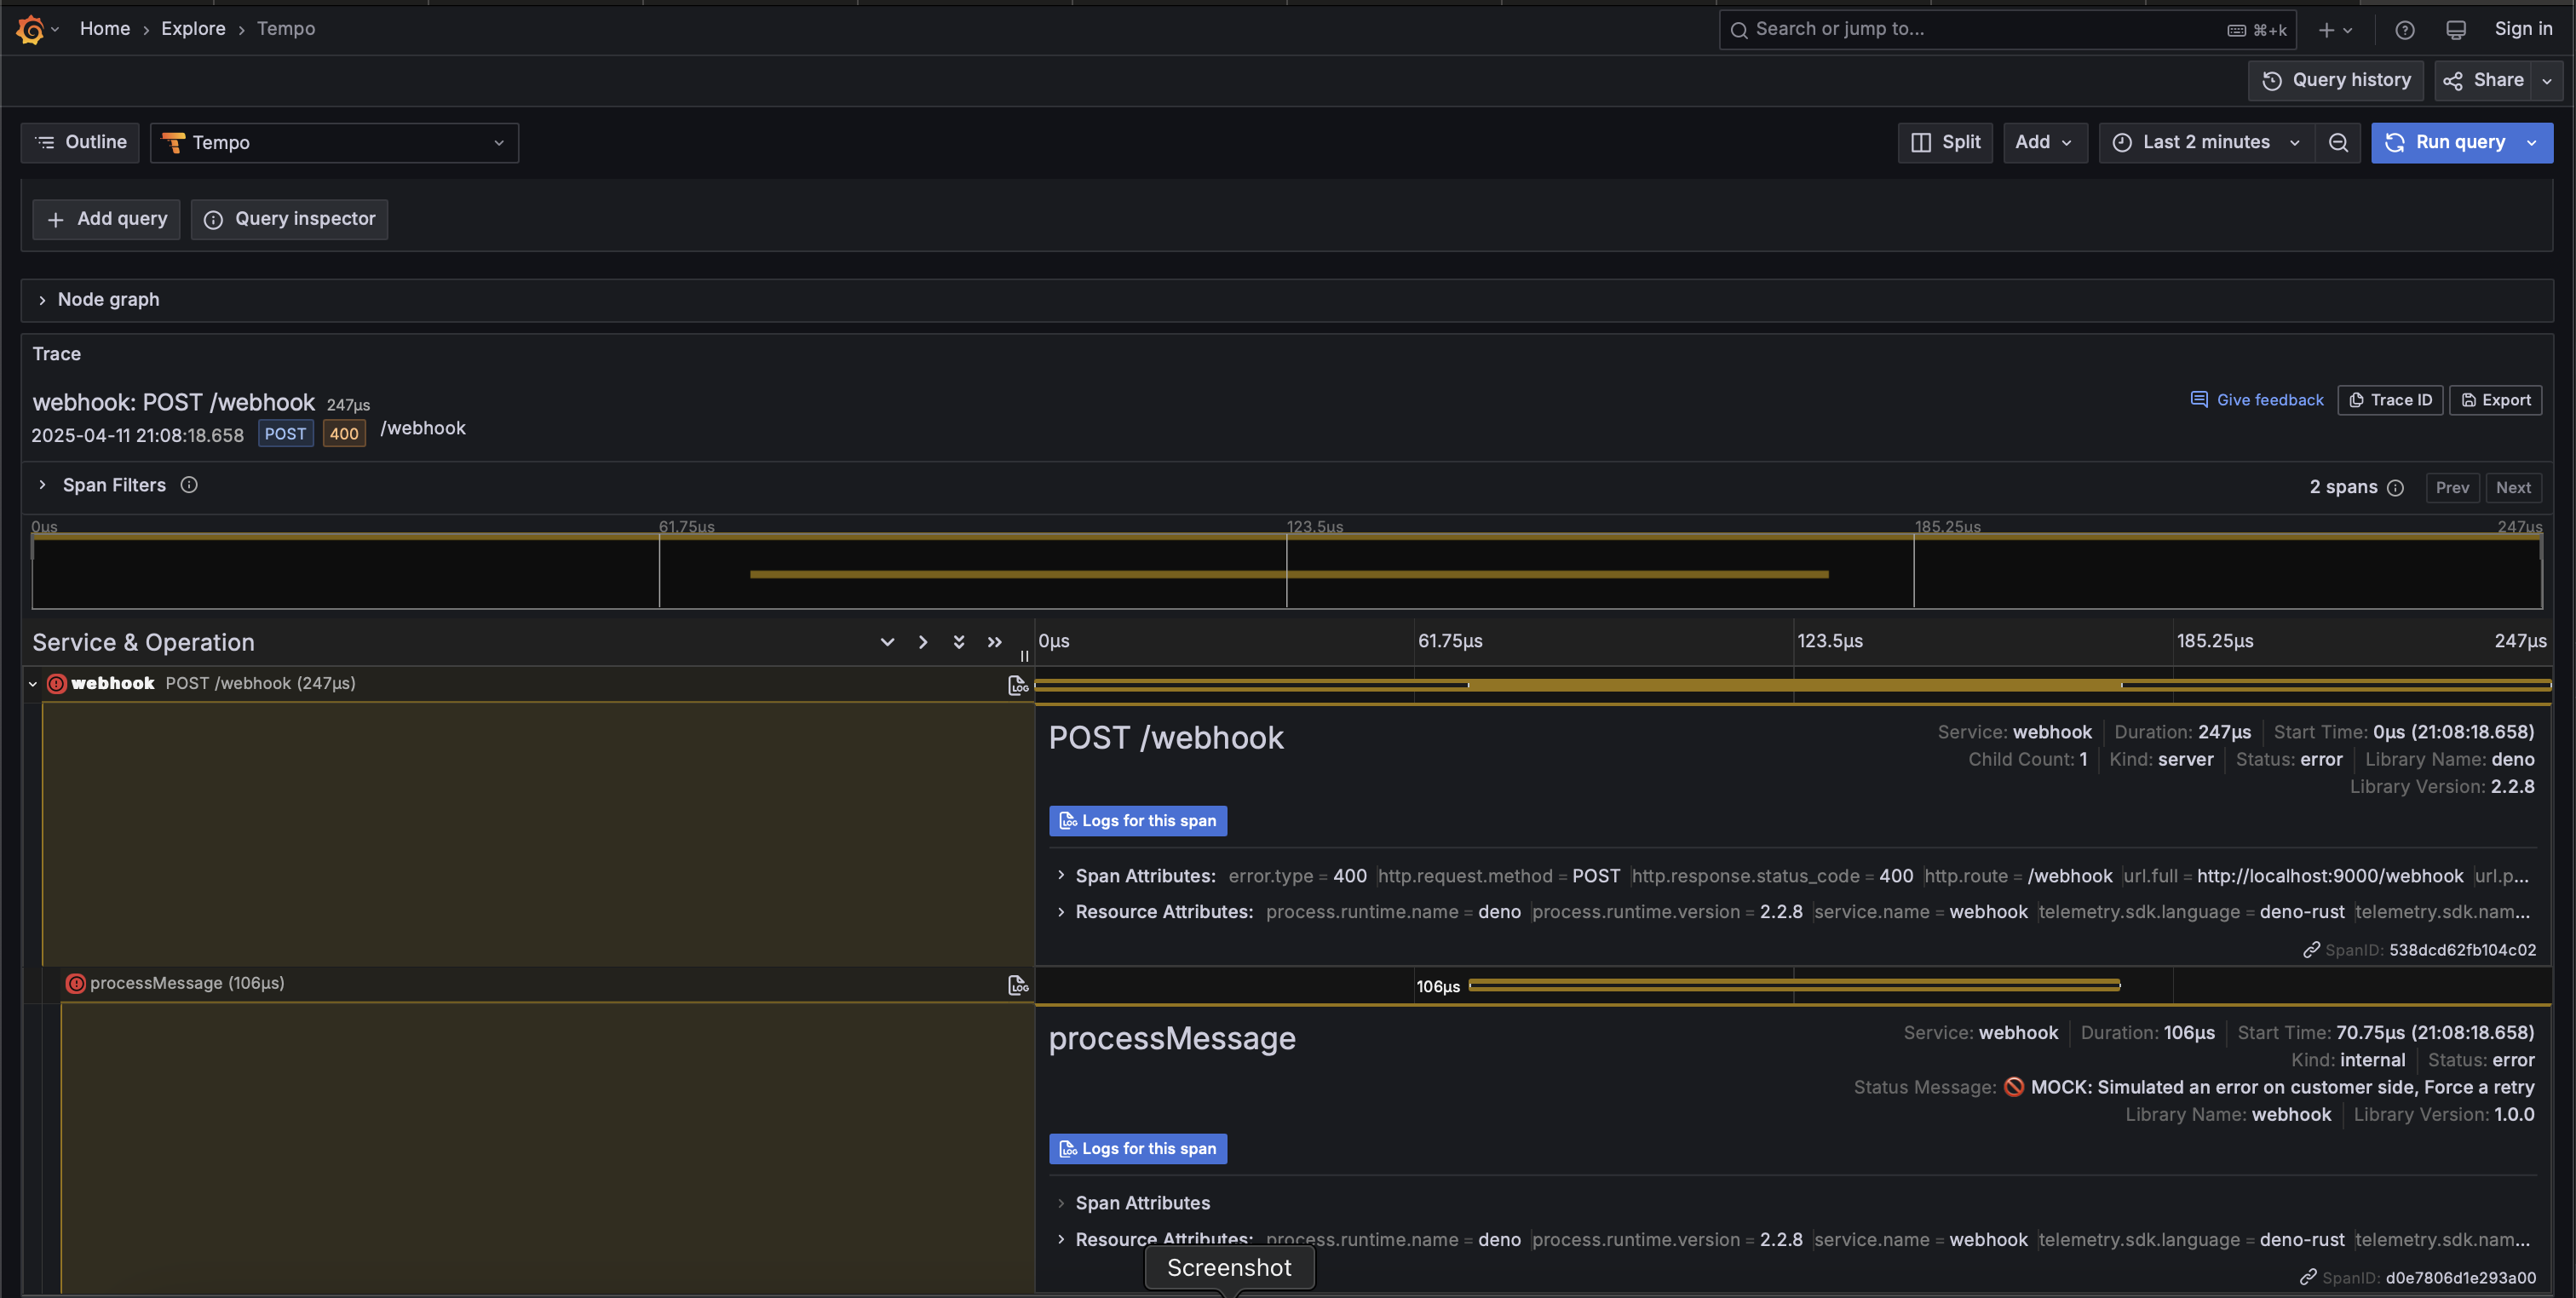 Home › Explore › Tempo
Search or jump to... ⌘+k
Sign in
Query history
Share
Outline
Tempo
Split
Add
Last 2 minutes
Run query
+ Add query
Query inspector
Node graph
Trace
webhook: POST /webhook 247μs
2025-04-11 21:08:18.658 POST 400 /webhook
Give feedback
Trace ID
Export
Span Filters
2 spans
Prev
Next
0μs 61.75μs 123.5μs 185.25μs 247μs
Service & Operation
0μs 61.75μs 123.5μs 185.25μs 247μs
webhook POST /webhook (247μs)
LOG
POST /webhook
Service: webhook Duration: 247μs Start Time: 0μs (21:08:18.658)
Child Count: 1 Kind: server Status: error Library Name: deno
Library Version: 2.2.8
LOG Logs for this span
Span Attributes: error.type = 400 http.request.method = POST http.response.status_code = 400 http.route = /webhook url.full = http://localhost:9000/webhook url.p...
Resource Attributes: process.runtime.name = deno process.runtime.version = 2.2.8 service.name = webhook telemetry.sdk.language = deno-rust telemetry.sdk.nam...
SpanID: 538dcd62fb104c02
processMessage (106μs)
LOG
106μs
processMessage
Service: webhook Duration: 106μs Start Time: 70.75μs (21:08:18.658)
Kind: internal Status: error
Status Message: 🚫 MOCK: Simulated an error on customer side, Force a retry
Library Name: webhook Library Version: 1.0.0
LOG Logs for this span
Span Attributes
Resource Attributes: process.runtime.name = deno process.runtime.version = 2.2.8 service.name = webhook telemetry.sdk.language = deno-rust telemetry.sdk.nam...
Screenshot
SpanID: d0e7806d1e293a00